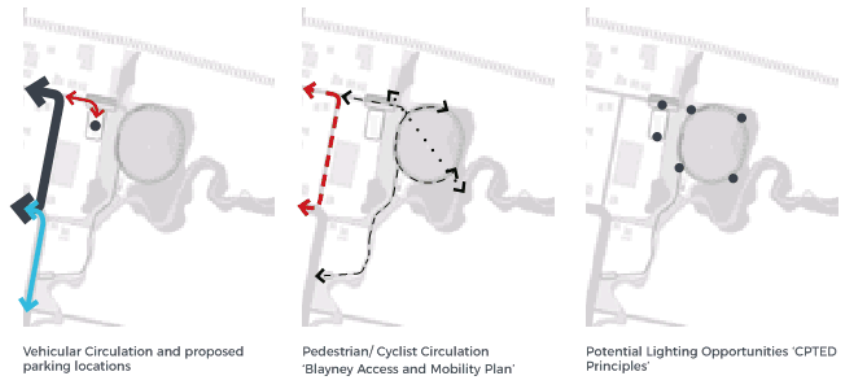 Vehicular Circulation and proposed
parking locations
Pedestrian/ Cyclist Circulation
'Blayney Access and Mobility Plan'
Potential Lighting Opportunities 'CPTED
Principles'